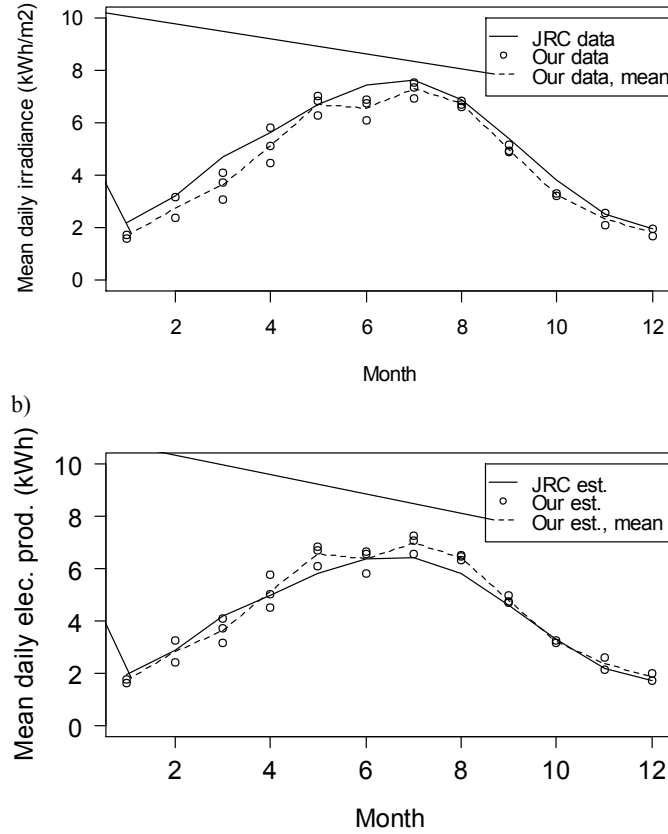 Mean daily irradiance (kWh/m2)
10
8
6
4
2
0
JRC data
Our data
Our data, mean
2 4 6 8 10 12
Month
b)
Mean daily elec. prod. (kWh)
10
8
6
4
2
0
JRC est.
Our est.
Our est., mean
2 4 6 8 10 12
Month